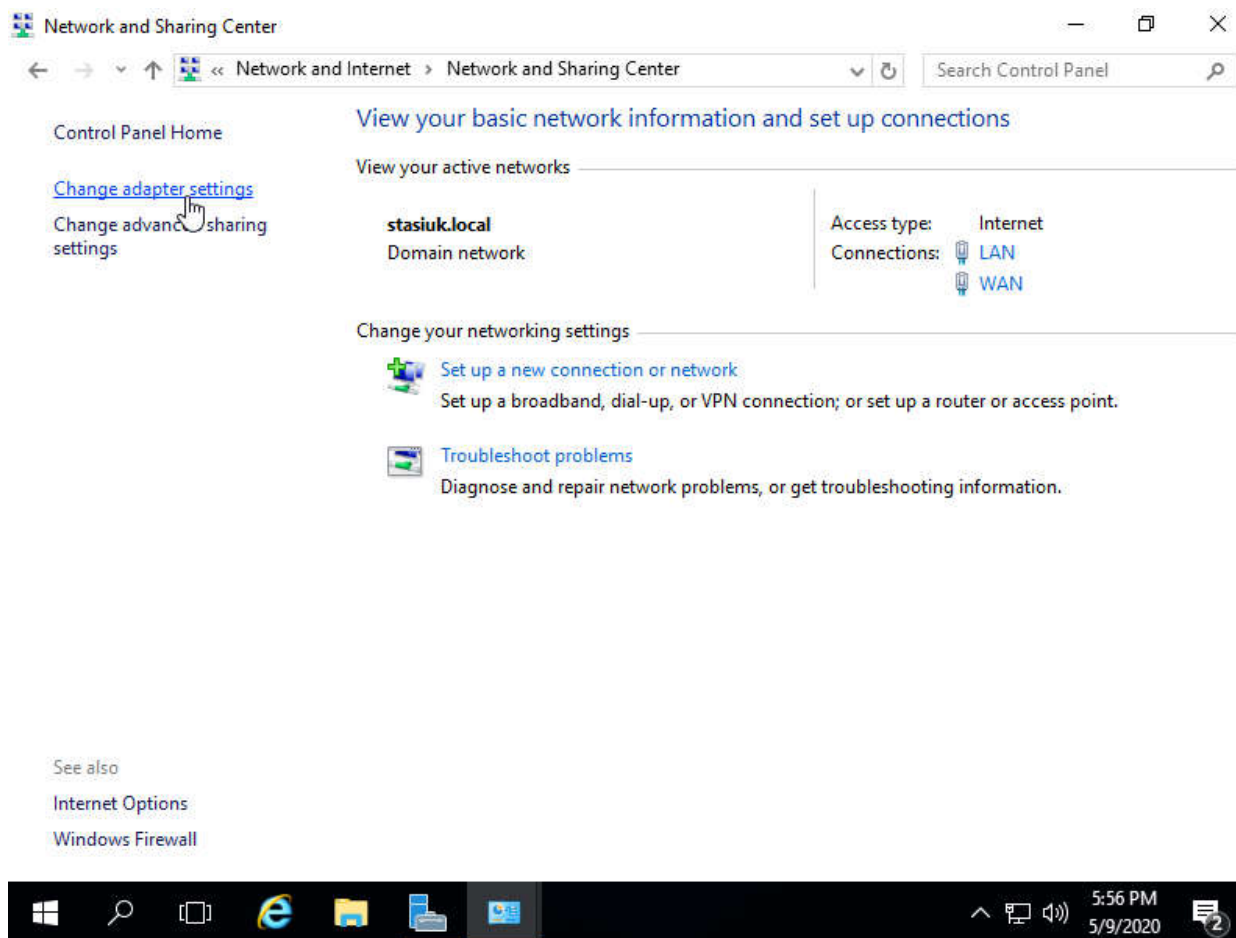 Network and Sharing Center
« Network and Internet > Network and Sharing Center
Search Control Panel
Control Panel Home
Change adapter settings
Change advanc sharing
settings
View your basic network information and set up connections
View your active networks
stasiuk.local
Domain network
Access type: Internet
Connections: LAN
WAN
Change your networking settings
Set up a new connection or network
Set up a broadband, dial-up, or VPN connection; or set up a router or access point.
Troubleshoot problems
Diagnose and repair network problems, or get troubleshooting information.
See also
Internet Options
Windows Firewall
5:56 PM
5/9/2020
2